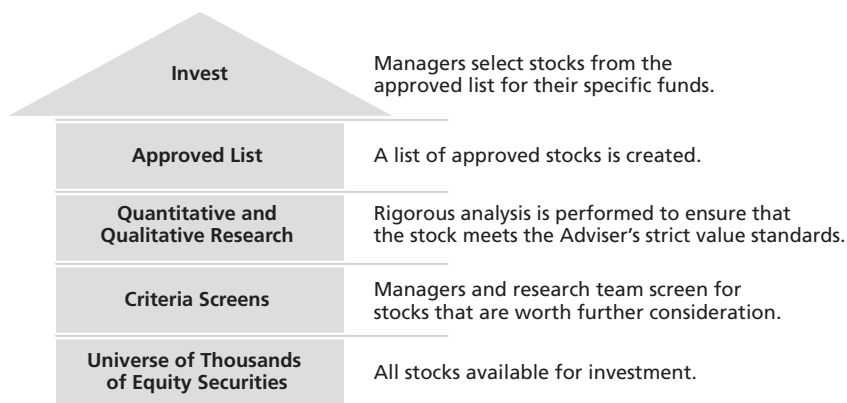 Invest
Managers select stocks from the
approved list for their specific funds.
Approved List
A list of approved stocks is created.
Quantitative and
Qualitative Research
Rigorous analysis is performed to ensure that
the stock meets the Adviser’s strict value standards.
Criteria Screens
Managers and research team screen for
stocks that are worth further consideration.
Universe of Thousands
of Equity Securities
All stocks available for investment.